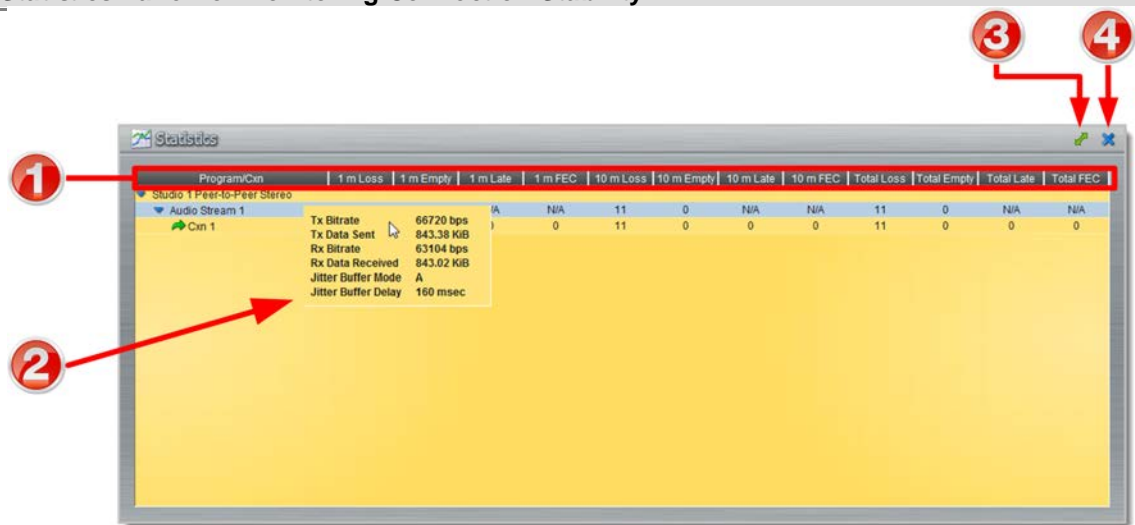 3 4
Statistics
1
Program/Cxn 1 m Loss 1 m Empty 1 m Late 1 m FEC 10 m Loss 10 m Empty 10 m Late 10 m FEC Total Loss Total Empty Total Late Total FEC
Studio 1 Peer-to-Peer Stereo
Audio Stream 1 N/A 11 0 N/A N/A 11 0 N/A N/A
Cxn 1 0 11 0 0 0 11 0 0 0
Tx Bitrate 66720 bps
Tx Data Sent 843.38 KiB
Rx Bitrate 63104 bps
Rx Data Received 843.02 KiB
Jitter Buffer Mode A
Jitter Buffer Delay 160 msec
2